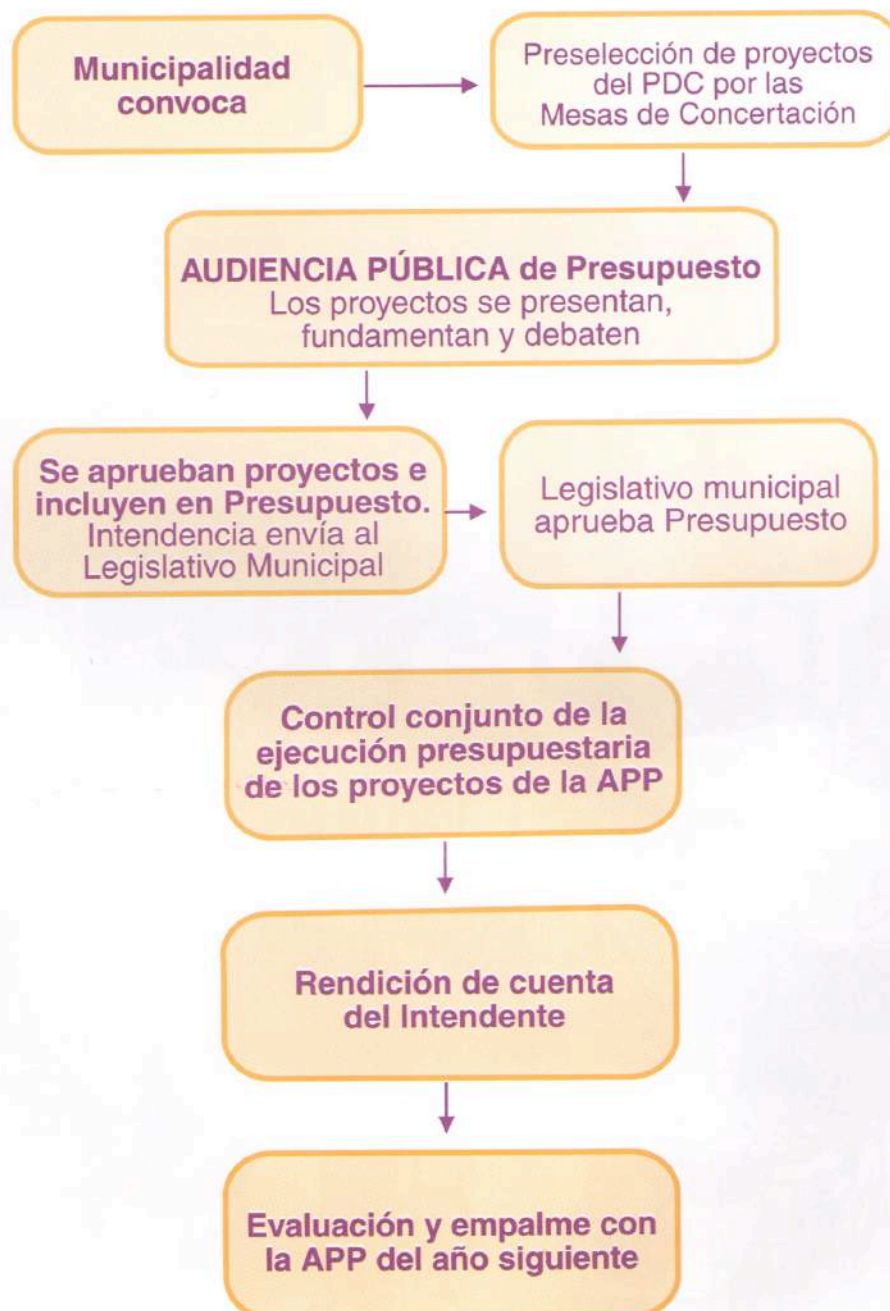 Municipalidad
convoca
Preselección de proyectos
del PDC por las
Mesas de Concertación
AUDIENCIA PÚBLICA de Presupuesto
Los proyectos se presentan,
fundamentan y debaten
Se aprueban proyectos e
incluyen en Presupuesto.
Intendencia envía al
Legislativo Municipal
Legislativo municipal
aprueba Presupuesto
Control conjunto de la
ejecución presupuestaria
de los proyectos de la APP
Rendición de cuenta
del Intendente
Evaluación y empalme con
la APP del año siguiente